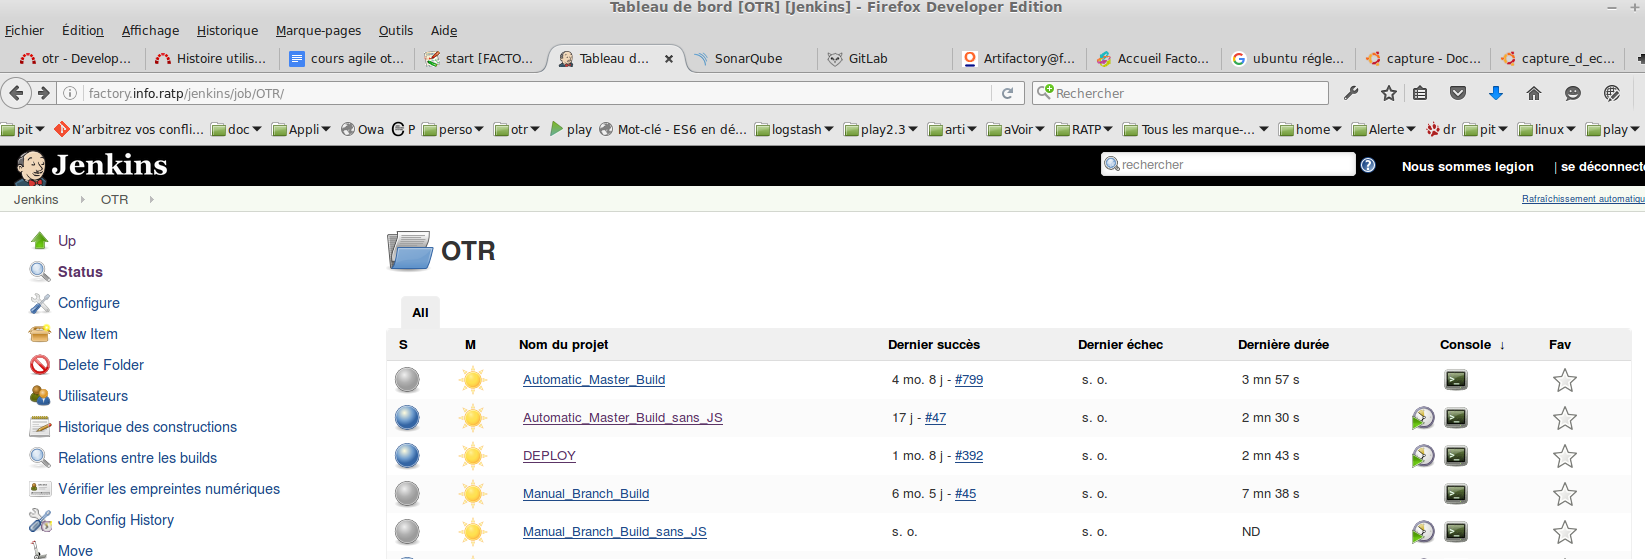 Tableau de bord [OTR] [Jenkins] - Firefox Developer Edition
Fichier Édition Affichage Historique Marque-pages Outils Aide
otr - Develop... Histoire utilis... cours agile ot... start [FACTO... Tableau d... SonarQube GitLab Artifactory@f... Accueil Facto... ubuntu régle... capture - Doc... capture_d_ec...
factory.info.ratp/jenkins/job/OTR/ Rechercher
pit N'arbitrez vos confli... doc Appli Owa P perso otr play Mot-clé - ES6 en dé... logstash play2.3 arti aVoir RATP Tous les marque-... home Alerte dr pit linux play
Jenkins rechercher Nous sommes legion | se déconnect
Jenkins OTR Rafraîchissement automatiqu
Up
Status
Configure
New Item
Delete Folder
Utilisateurs
Historique des constructions
Relations entre les builds
Vérifier les empreintes numériques
Job Config History
Move
OTR
All
S M Nom du projet Dernier succès Dernier échec Dernière durée Console ↓ Fav
Automatic_Master_Build 4 mo. 8 j - #799 s. o. 3 mn 57 s
Automatic_Master_Build_sans_JS 17 j - #47 s. o. 2 mn 30 s
DEPLOY 1 mo. 8 j - #392 s. o. 2 mn 43 s
Manual_Branch_Build 6 mo. 5 j - #45 s. o. 7 mn 38 s
Manual_Branch_Build_sans_JS s. o. s. o. ND